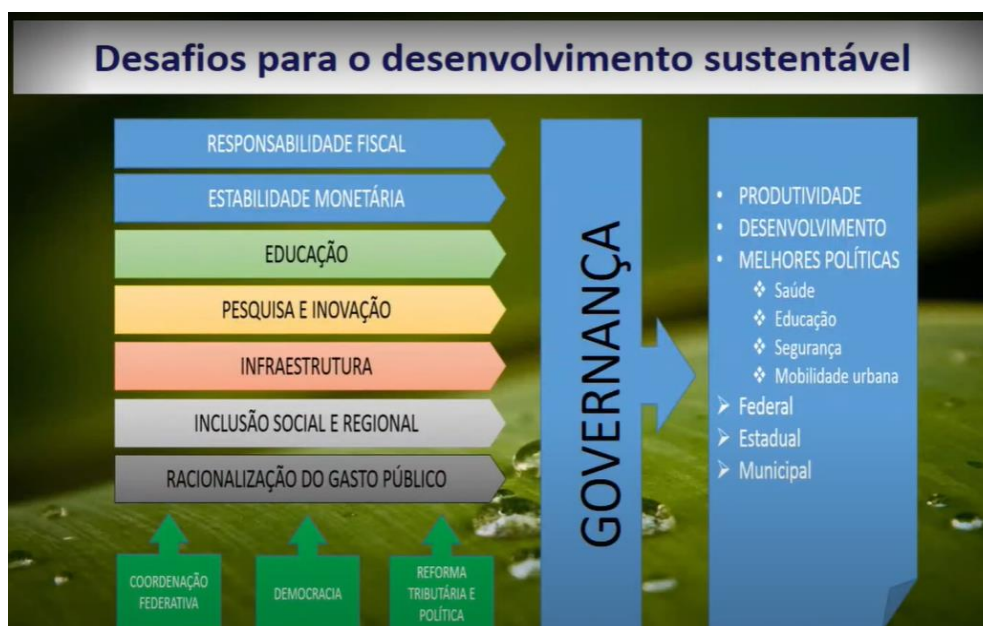 Desafios para o desenvolvimento sustentável
RESPONSABILIDADE FISCAL
ESTABILIDADE MONETÁRIA
EDUCAÇÃO
PESQUISA E INOVAÇÃO
INFRAESTRUTURA
INCLUSÃO SOCIAL E REGIONAL
RACIONALIZAÇÃO DO GASTO PÚBLICO
COORDENAÇÃO
FEDERATIVA
DEMOCRACIA
REFORMA
TRIBUTÁRIA E
POLÍTICA
GOVERNANÇA
• PRODUTIVIDADE
• DESENVOLVIMENTO
• MELHORES POLÍTICAS
❖ Saúde
❖ Educação
❖ Segurança
❖ Mobilidade urbana
➢ Federal
➢ Estadual
➢ Municipal